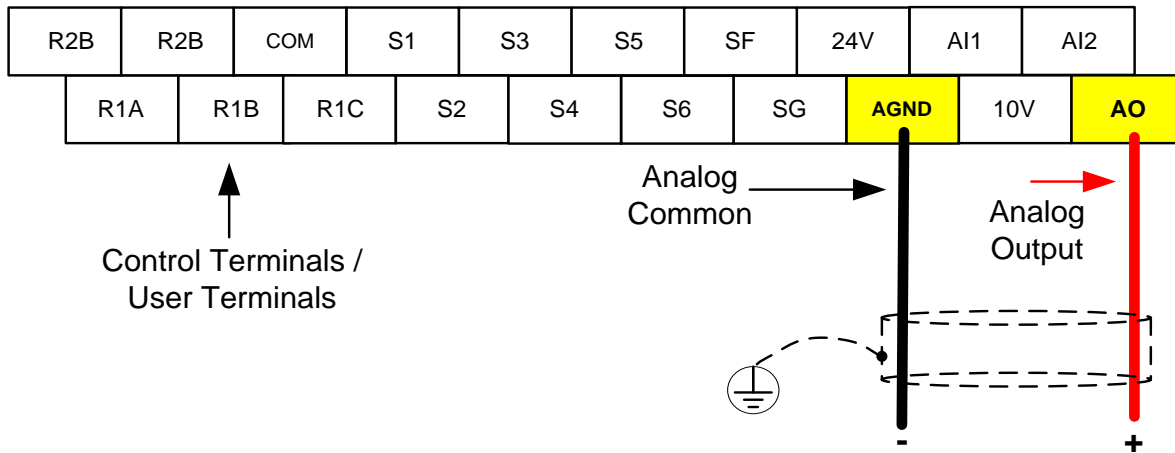 R2B R2B COM S1 S3 S5 SF 24V AI1 AI2
R1A R1B R1C S2 S4 S6 SG AGND 10V AO
Analog
Common
Analog
Output
Control Terminals /
User Terminals
- +